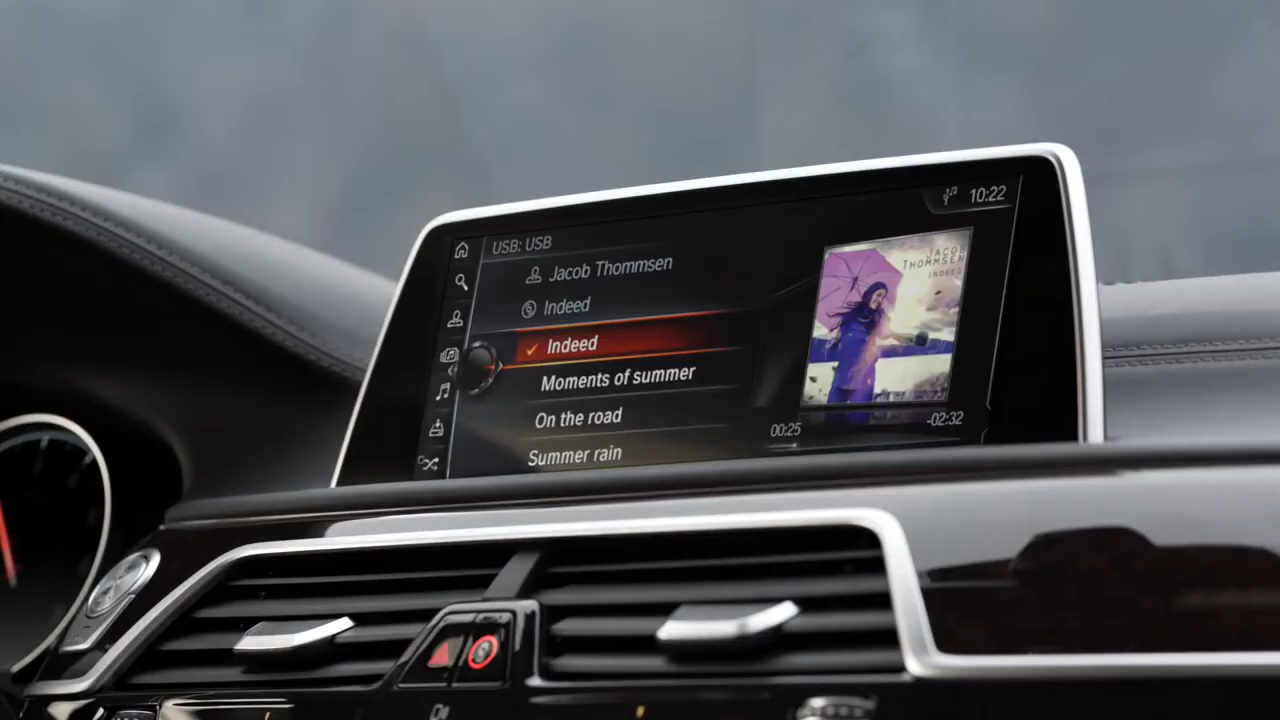 USB: USB
10:22
Jacob Thommsen
Indeed
Indeed
Moments of summer
On the road
Summer rain
JACOB
THOMMSEN
INDEED
00:25
-02:32